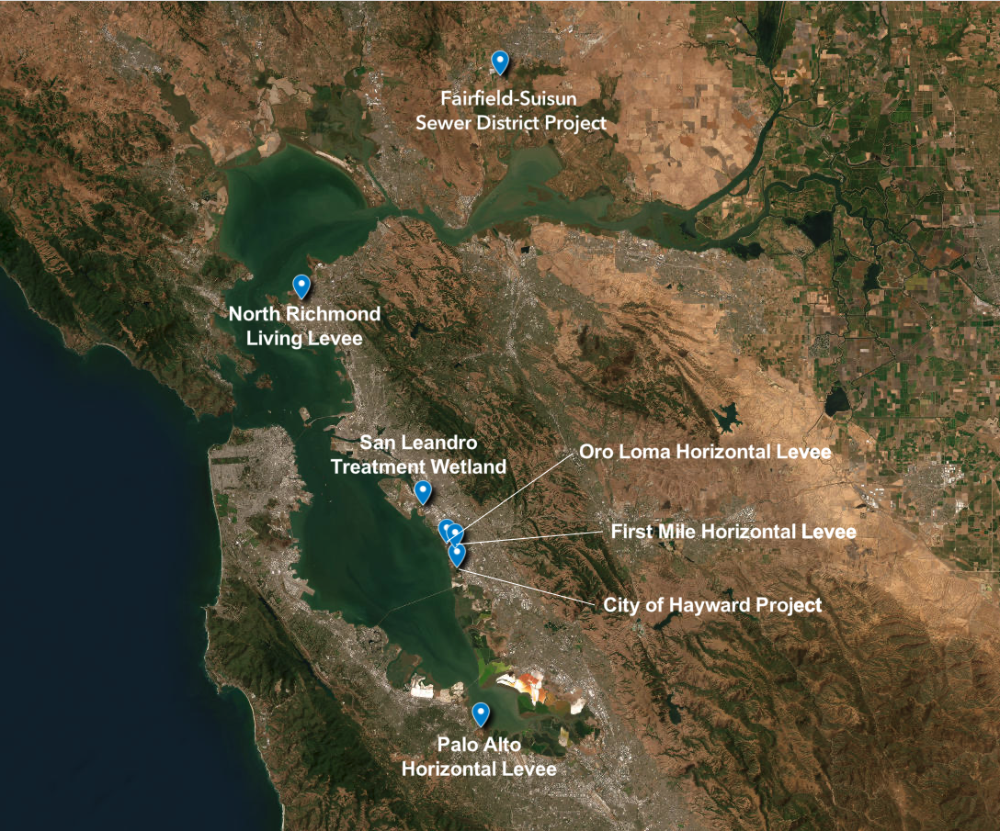 Fairfield-Suisun
Sewer District Project
North Richmond
Living Levee
San Leandro
Treatment Wetland
Oro Loma Horizontal Levee
First Mile Horizontal Levee
City of Hayward Project
Palo Alto
Horizontal Levee